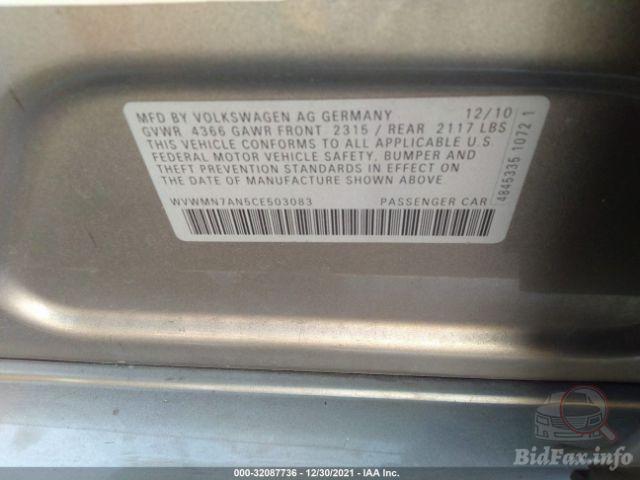 MFD BY VOLKSWAGEN AG GERMANY 12/10
GVWR 4366 GAWR FRONT 2315 / REAR 2117 LBS
THIS VEHICLE CONFORMS TO ALL APPLICABLE U.S
FEDERAL MOTOR VEHICLE SAFETY, BUMPER AND
THEFT PREVENTION STANDARDS IN EFFECT ON
THE DATE OF MANUFACTURE SHOWN ABOVE
WVWMN7AN5CE503083 PASSENGER CAR
4845335 1072 1
BidFax.info
000-32087736 - 12/30/2021 - IAA Inc.